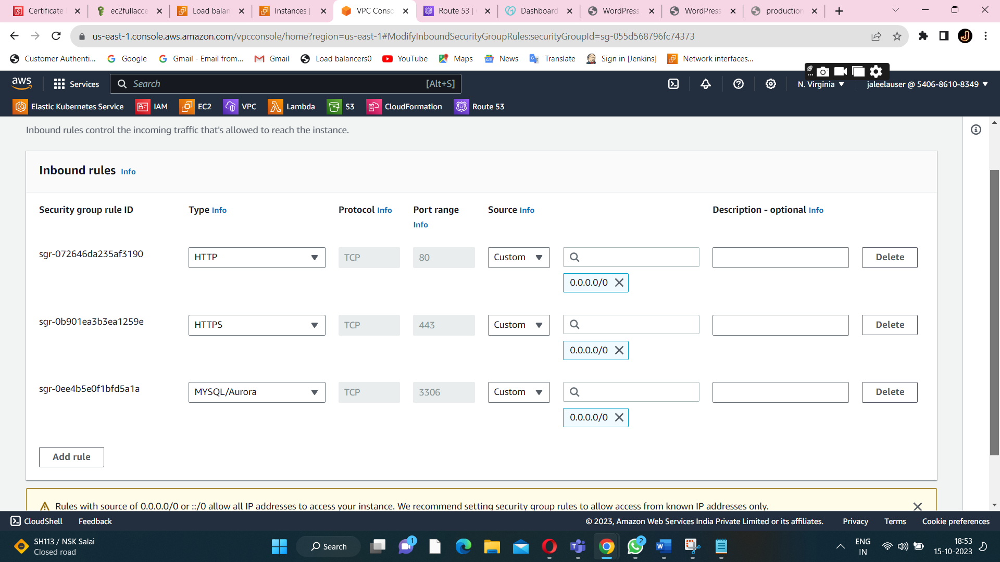 Certificate
ec2fullacce
Load balan
Instances |
VPC Conso
Route 53 |
Dashboard
WordPress
WordPress
production
us-east-1.console.aws.amazon.com/vpcconsole/home?region=us-east-1#ModifyInboundSecurityGroupRules:securityGroupId=sg-055d568796fc74373
Customer Authenti...
Google
Gmail - Email from...
Gmail
Load balancers0
YouTube
Maps
News
Translate
Sign in [Jenkins]
Network interfaces...
aws
Services
Search
[Alt+S]
N. Virginia
jaleelauser @ 5406-8610-8349
Elastic Kubernetes Service
IAM
EC2
VPC
Lambda
S3
CloudFormation
Route 53
Inbound rules control the incoming traffic that's allowed to reach the instance.
Inbound rules Info
Security group rule ID
Type Info
Protocol Info
Port range
Info
Source Info
Description - optional Info
sgr-072646da235af3190
HTTP
TCP
80
Custom
Delete
0.0.0.0/0
sgr-0b901ea3b3ea1259e
HTTPS
TCP
443
Custom
Delete
0.0.0.0/0
sgr-0ee4b5e0f1bfd5a1a
MYSQL/Aurora
TCP
3306
Custom
Delete
0.0.0.0/0
Add rule
Rules with source of 0.0.0.0/0 or ::/0 allow all IP addresses to access your instance. We recommend setting security group rules to allow access from known IP addresses only.
CloudShell
Feedback
© 2023, Amazon Web Services India Private Limited or its affiliates.
Privacy
Terms
Cookie preferences
SH113 / NSK Salai
Closed road
Search
1
2
ENG
IN
18:53
15-10-2023